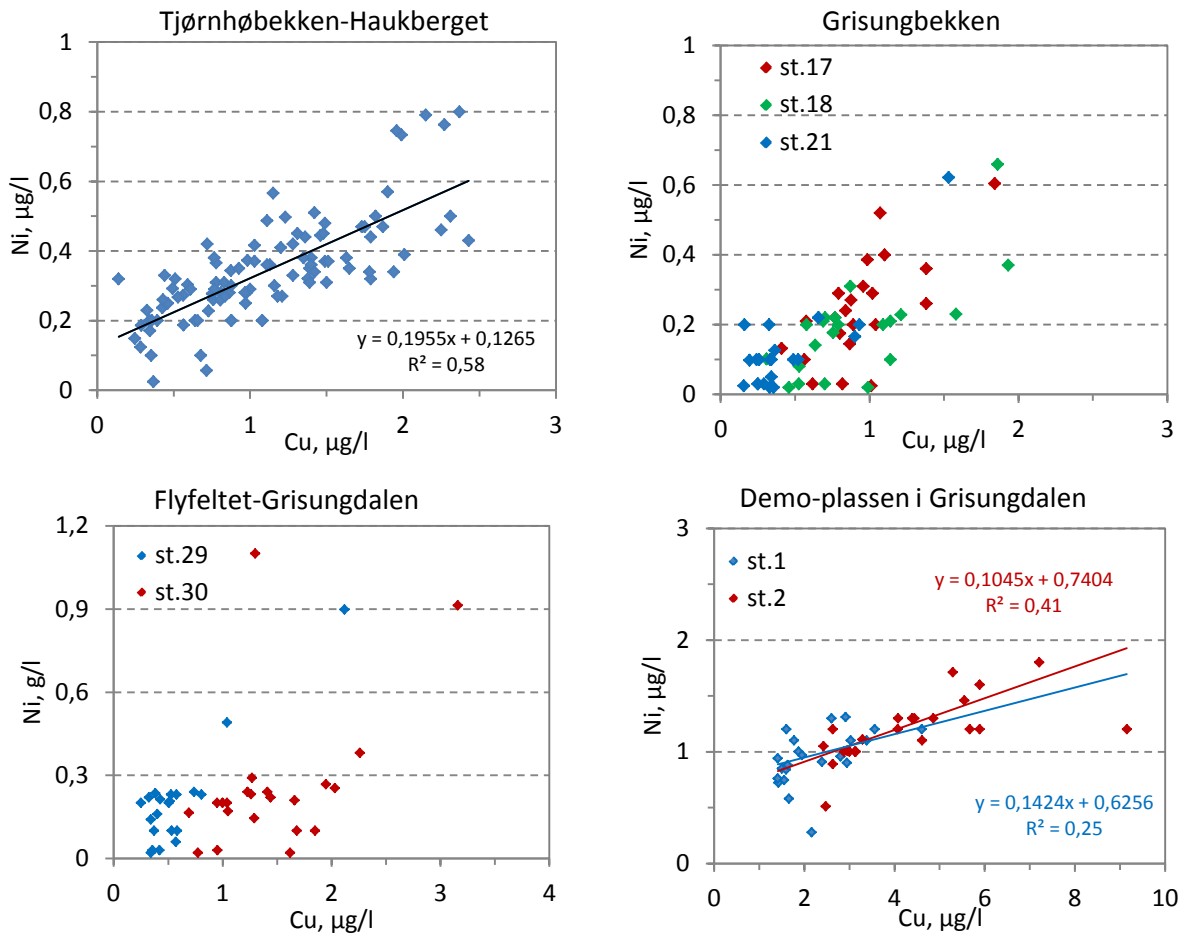 Tjørnhøbekken-Haukberget
1
0,8
0,6
0,4
0,2
0
Ni, µg/l
y = 0,1955x + 0,1265
R² = 0,58
0 1 2 3
Cu, µg/l
Grisungbekken
st.17
st.18
st.21
1
0,8
0,6
0,4
0,2
0
Ni, µg/l
0 1 2 3
Cu, µg/l
Flyfeltet-Grisungdalen
st.29
st.30
1,2
0,9
0,6
0,3
0
Ni, g/l
0 1 2 3 4
Cu, µg/l
Demo-plassen i Grisungdalen
st.1
st.2
3
2
1
0
Ni, µg/l
y = 0,1045x + 0,7404
R² = 0,41
y = 0,1424x + 0,6256
R² = 0,25
0 2 4 6 8 10
Cu, µg/l